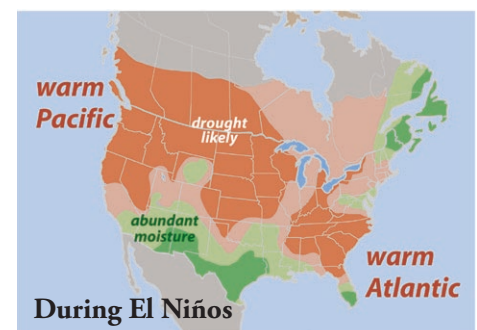 warm
Pacific
drought
likely
abundant
moisture
warm
Atlantic
During El Niños